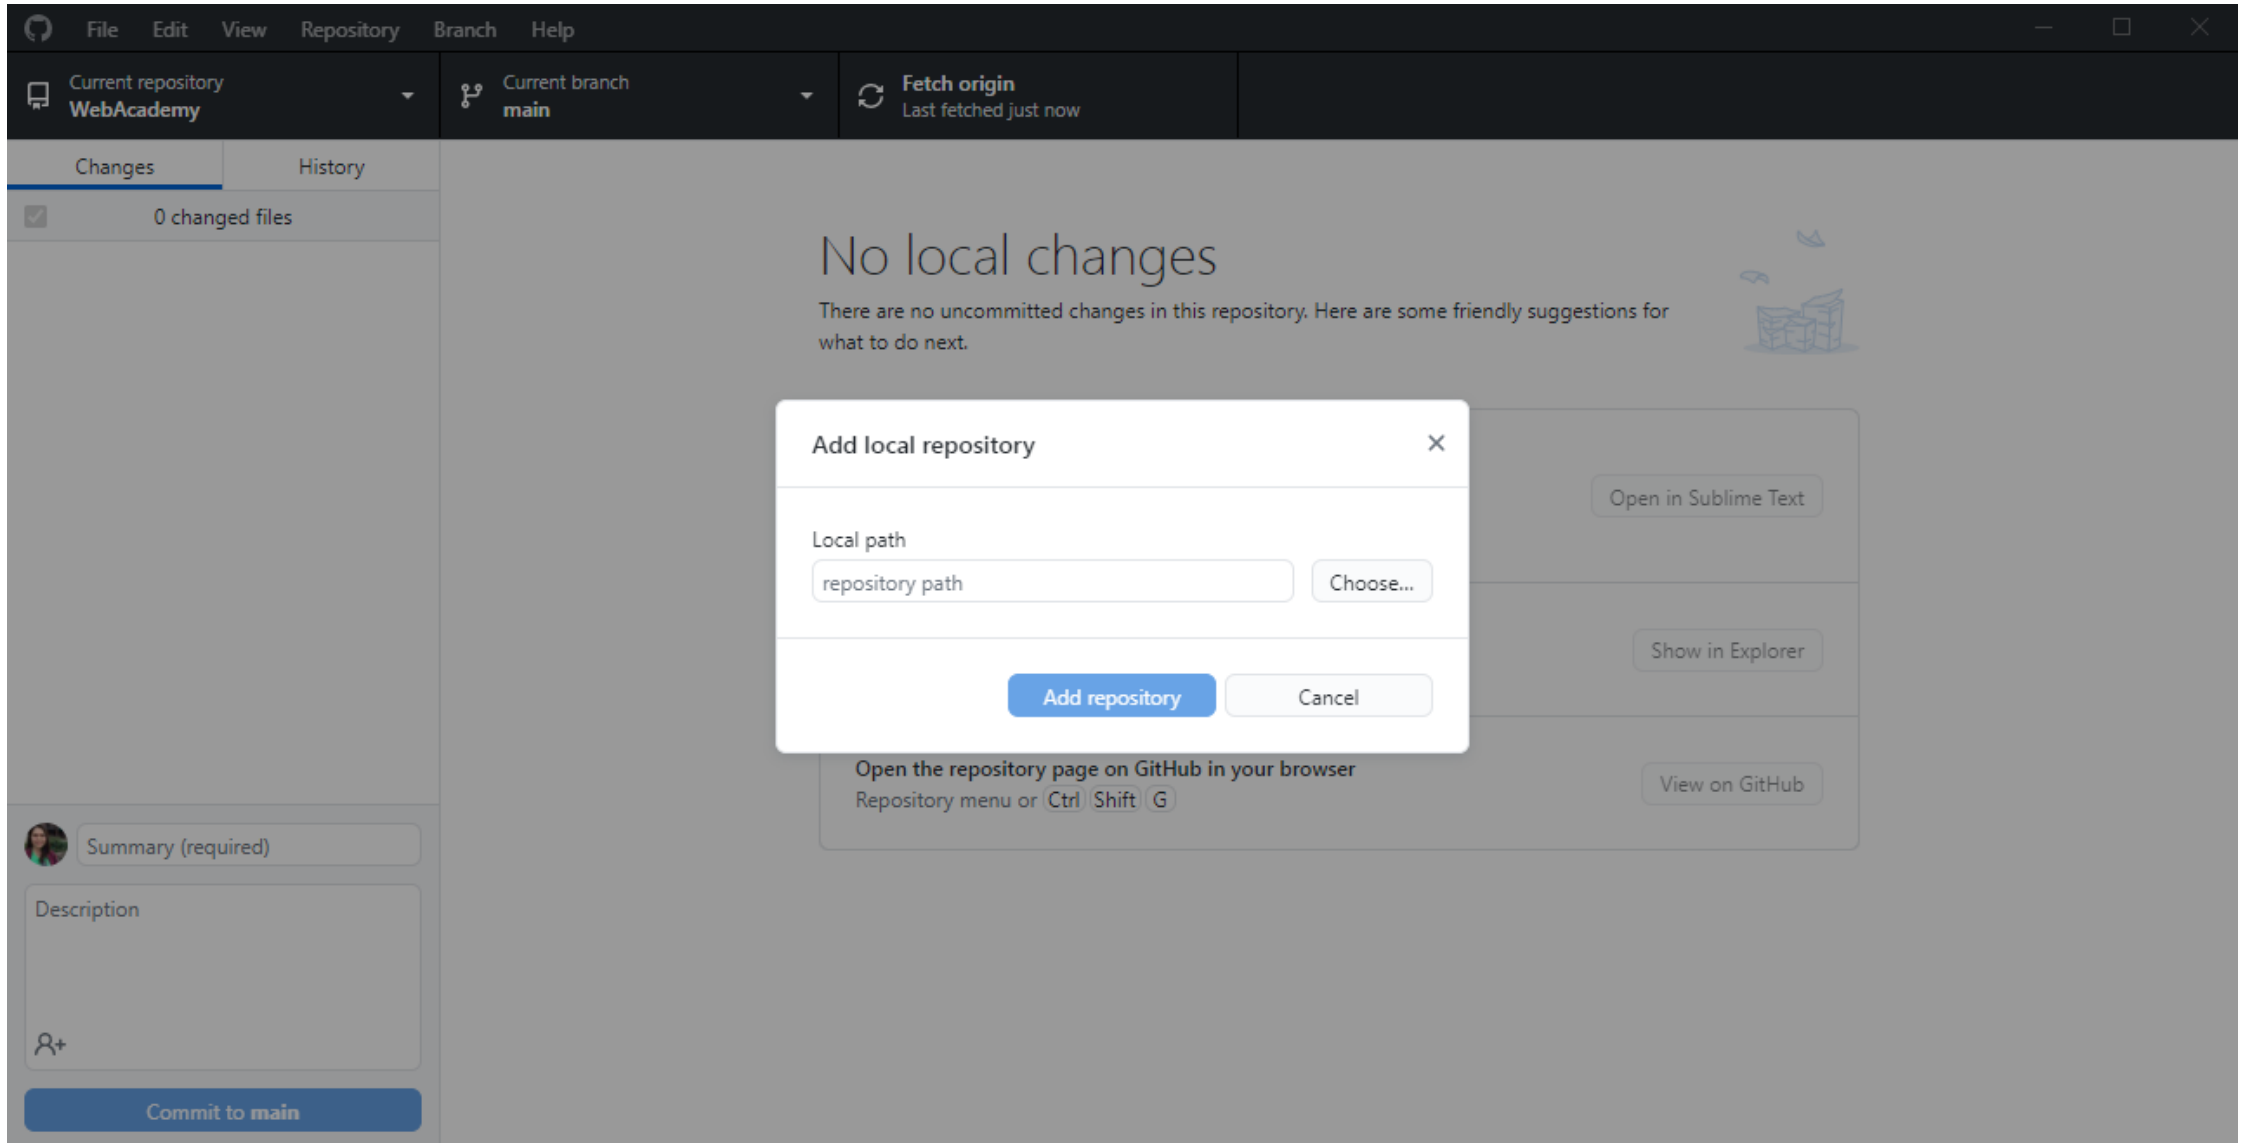 File Edit View Repository Branch Help
Current repository
WebAcademy
Current branch
main
Fetch origin
Last fetched just now
Changes
History
0 changed files
No local changes
There are no uncommitted changes in this repository. Here are some friendly suggestions for
what to do next.
Add local repository
Local path
repository path
Choose...
Add repository
Cancel
Open in Sublime Text
Show in Explorer
Open the repository page on GitHub in your browser
Repository menu or Ctrl Shift G
View on GitHub
Summary (required)
Description
Commit to main